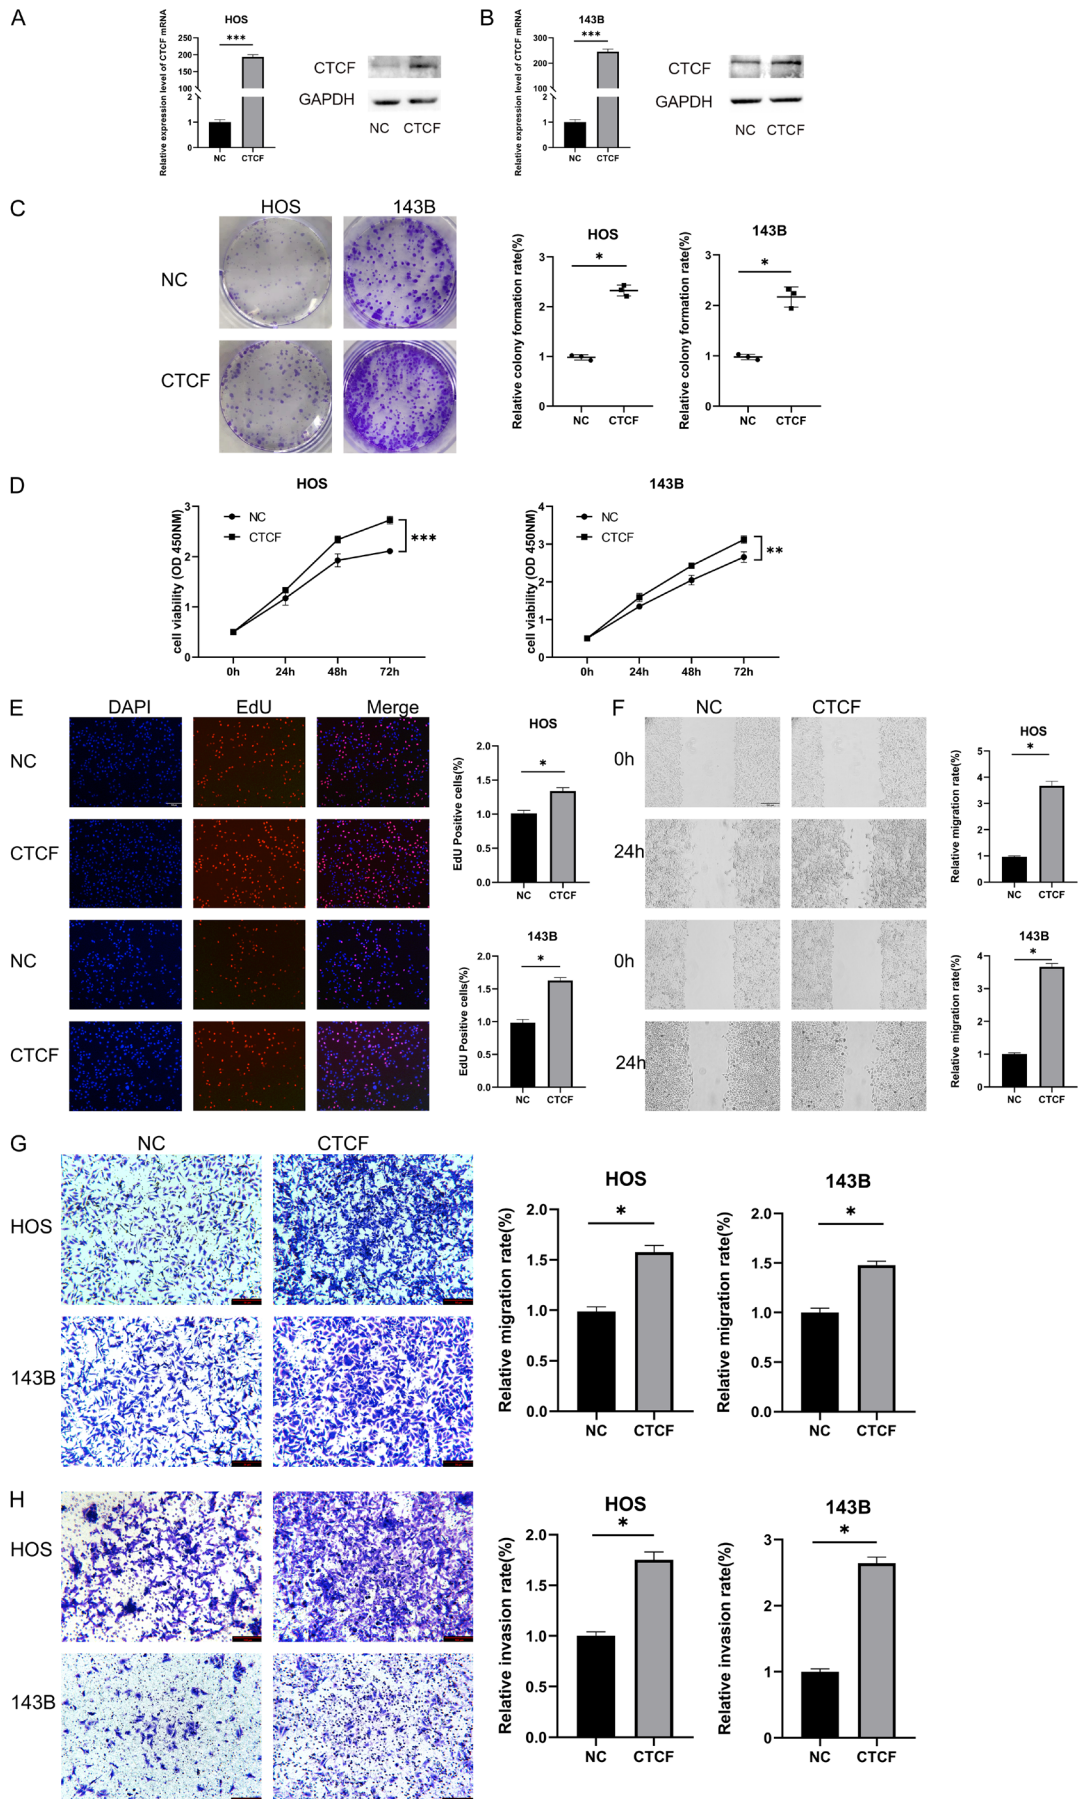 A
HOS
Relative expression level of CTCF mRNA
250
200
150
100
2
1
0
***
NC
CTCF
CTCF
GAPDH
NC CTCF
B
143B
Relative expression level of CTCF mRNA
300
200
100
2
1
0
***
NC
CTCF
CTCF
GAPDH
NC CTCF
C
HOS
143B
NC
CTCF
HOS
Relative colony formation rate(%)
3
2
1
0
*
NC
CTCF
143B
Relative colony formation rate(%)
3
2
1
0
*
NC
CTCF
D
HOS
cell viability (OD 450NM)
3
2
1
0
NC
CTCF
***
0h
24h
48h
72h
143B
cell viability (OD 450NM)
4
3
2
1
0
NC
CTCF
**
0h
24h
48h
72h
E
DAPI
EdU
Merge
NC
CTCF
NC
CTCF
HOS
EdU Positive cells(%)
2.0
1.5
1.0
0.5
0.0
*
NC
CTCF
143B
EdU Positive cells(%)
2.0
1.5
1.0
0.5
0.0
*
NC
CTCF
F
NC
CTCF
0h
24h
0h
24h
HOS
Relative migration rate(%)
5
4
3
2
1
0
*
NC
CTCF
143B
Relative migration rate(%)
4
3
2
1
0
*
NC
CTCF
G
NC
CTCF
HOS
143B
HOS
Relative migration rate(%)
2.0
1.5
1.0
0.5
0.0
*
NC
CTCF
143B
Relative migration rate(%)
2.0
1.5
1.0
0.5
0.0
*
NC
CTCF
H
HOS
143B
HOS
Relative invasion rate(%)
2.0
1.5
1.0
0.5
0.0
*
NC
CTCF
143B
Relative invasion rate(%)
3
2
1
0
*
NC
CTCF